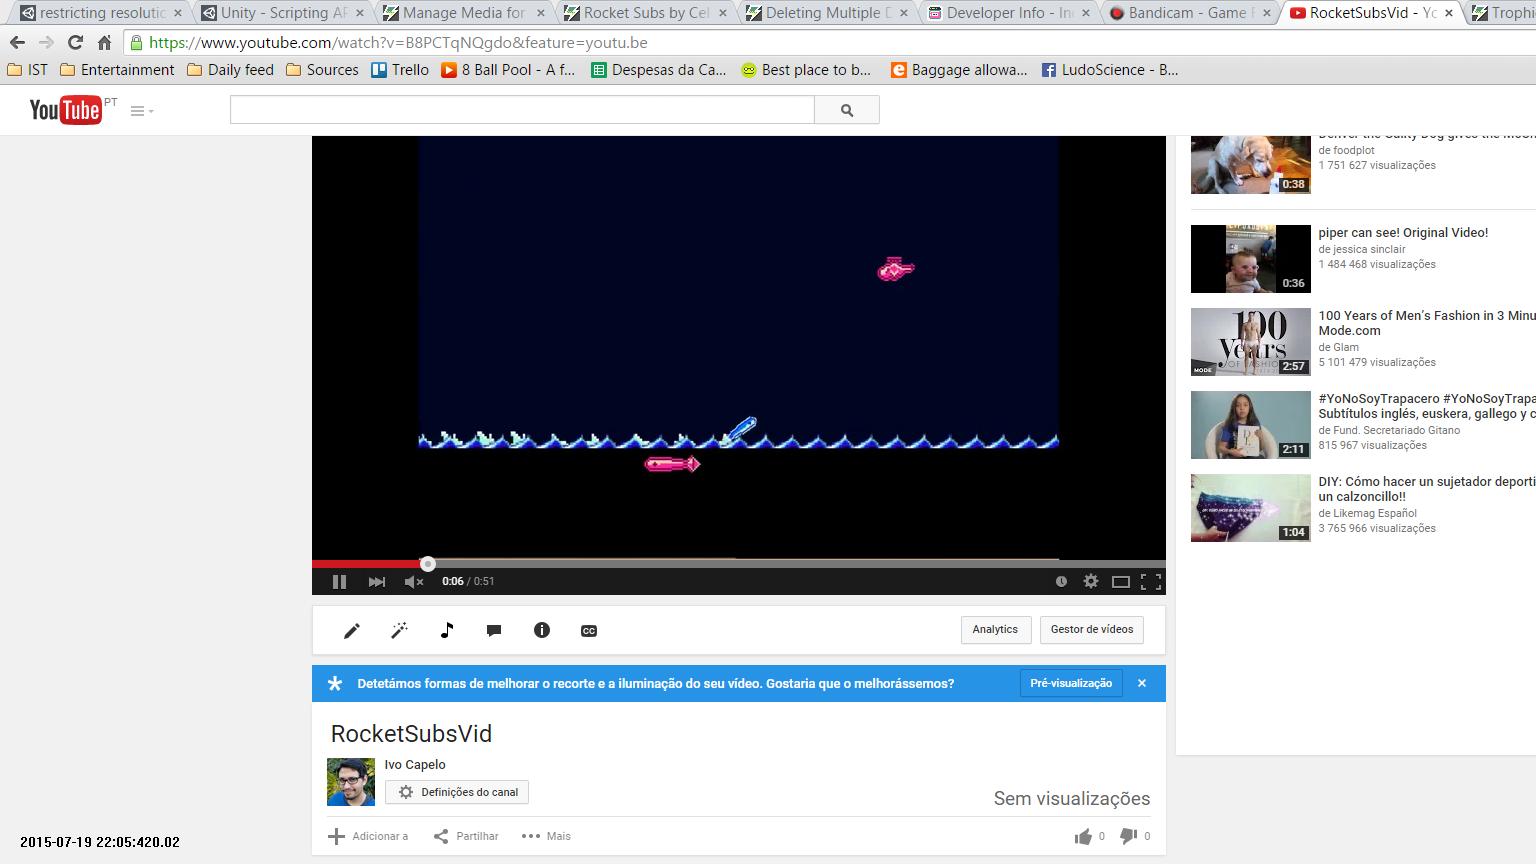 restricting resolutic
Unity - Scripting AP
Manage Media for
Rocket Subs by Cel
Deleting Multiple D
Developer Info - In
Bandicam - Game F
RocketSubsVid - Yo
Trophi
https://www.youtube.com/watch?v=B8PCTqNQgdo&feature=youtu.be
IST
Entertainment
Daily feed
Sources
Trello
8 Ball Pool - A f...
Despesas da Ca...
Best place to b...
Baggage allowa...
LudoScience - B...
YouTube PT
de foodplot
1 751 627 visualizações
0:38
piper can see! Original Video!
de jessica sinclair
1 484 468 visualizações
0:36
100 Years of Men's Fashion in 3 Minu
Mode.com
de Glam
5 101 479 visualizações
100
Years
OF FASHION
MODE
2:57
#YoNoSoyTrapacero #YoNoSoyTrapa
Subtítulos inglés, euskera, gallego y c
de Fund. Secretariado Gitano
815 967 visualizações
2:11
DIY: Cómo hacer un sujetador deporti
un calzoncillo!!
de Likemag Español
3 765 966 visualizações
1:04
0:06 / 0:51
CC
Analytics
Gestor de vídeos
Detetámos formas de melhorar o recorte e a iluminação do seu vídeo. Gostaria que o melhorássemos?
Pré-visualização
RocketSubsVid
Ivo Capelo
Definições do canal
Sem visualizações
Adicionar a
Partilhar
Mais
0
0
2015-07-19 22:05:420.02